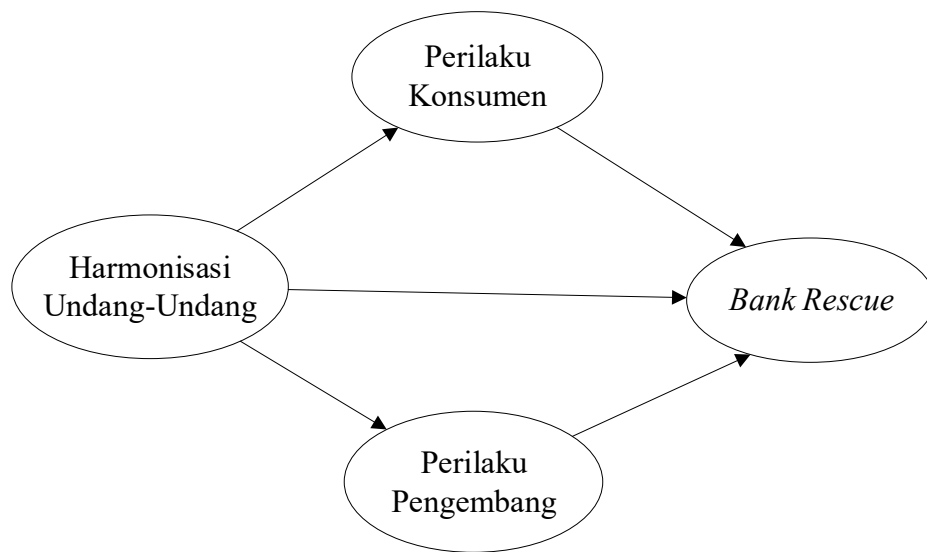 Perilaku
Konsumen
Harmonisasi
Undang-Undang
Bank Rescue
Perilaku
Pengembang